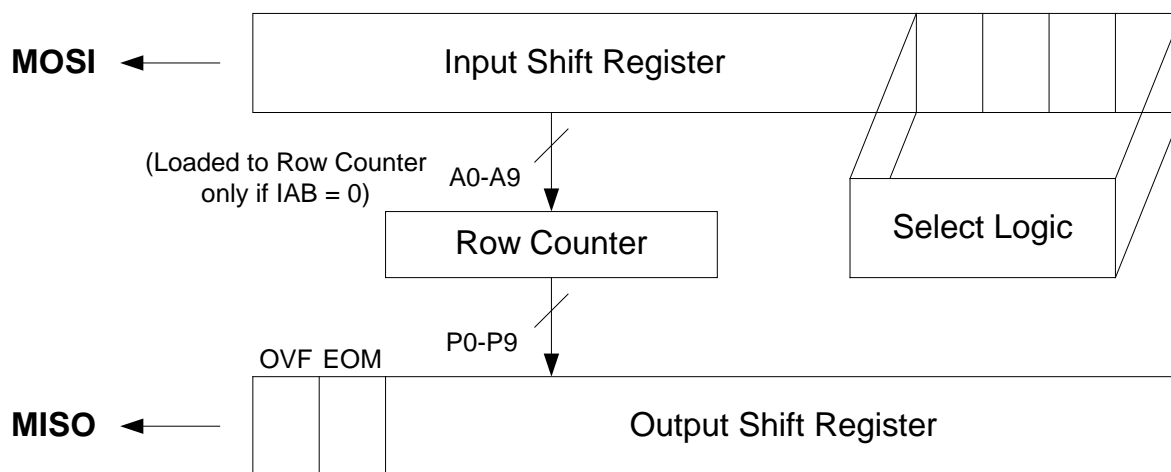 MOSI
Input Shift Register
(Loaded to Row Counter
only if IAB = 0)
A0-A9
Row Counter
Select Logic
P0-P9
OVF EOM
MISO
Output Shift Register